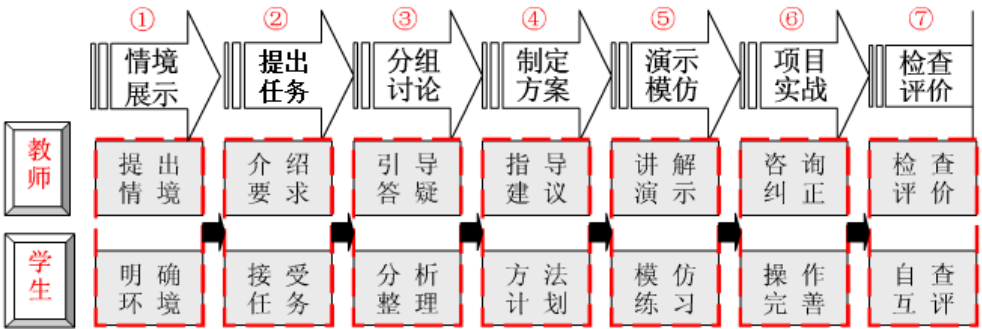 ① ② ③ ④ ⑤ ⑥ ⑦
情境 提出 分组 制定 演示 项目 检查
展示 任务 讨论 方案 模仿 实战 评价
教师
提出 介绍 引导 指导 讲解 咨询 检查
情境 要求 答疑 建议 演示 纠正 评价
学生
明确 接受 分析 方法 模仿 操作 自查
环境 任务 整理 计划 练习 完善 互评